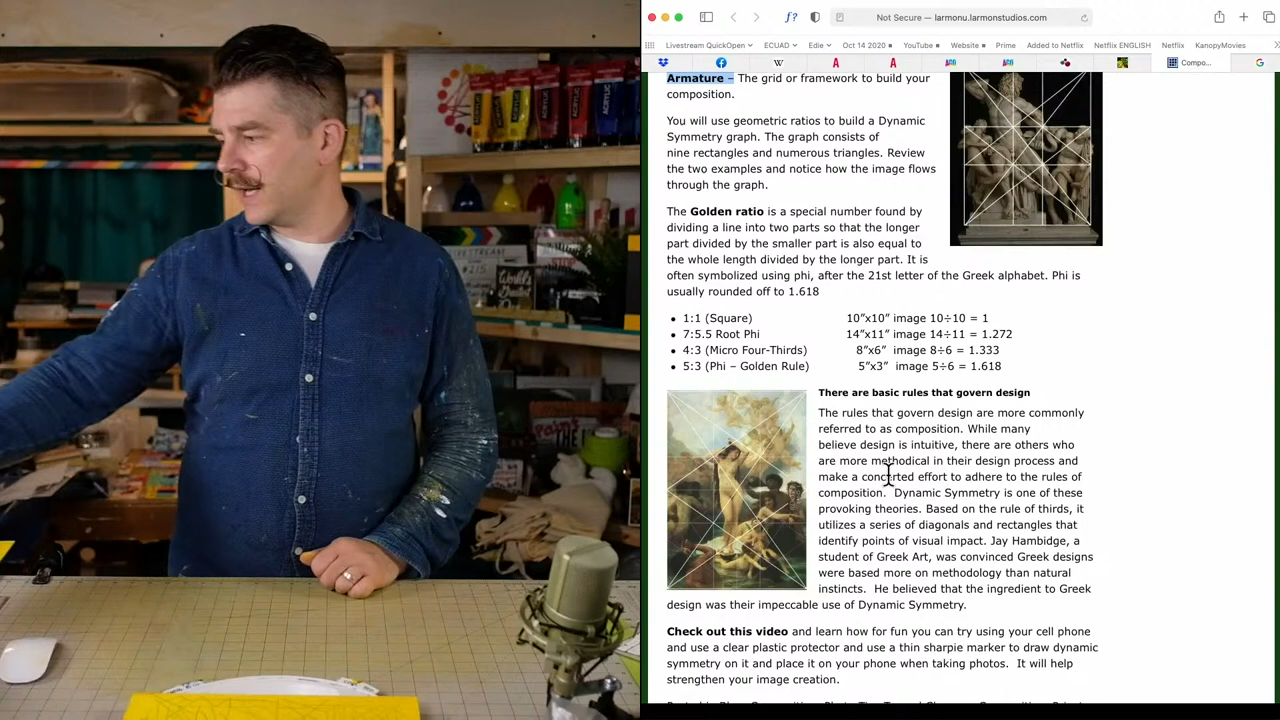 Not Secure — larmonu.larmonstudios.com
Livestream QuickOpen ECUAD Edie Oct 14 2020 YouTube Website Prime Added to Netflix Netflix ENGLISH Netflix KanopyMovies
Compo...
Armature – The grid or framework to build your
composition.
You will use geometric ratios to build a Dynamic
Symmetry graph. The graph consists of
nine rectangles and numerous triangles. Review
the two examples and notice how the image flows
through the graph.
The Golden ratio is a special number found by
dividing a line into two parts so that the longer
part divided by the smaller part is also equal to
the whole length divided by the longer part. It is
often symbolized using phi, after the 21st letter of the Greek alphabet. Phi is
usually rounded off to 1.618
• 1:1 (Square) 10”x10” image 10÷10 = 1
• 7:5.5 Root Phi 14”x11” image 14÷11 = 1.272
• 4:3 (Micro Four-Thirds) 8”x6” image 8÷6 = 1.333
• 5:3 (Phi – Golden Rule) 5”x3” image 5÷6 = 1.618
There are basic rules that govern design
The rules that govern design are more commonly
referred to as composition. While many
believe design is intuitive, there are others who
are more methodical in their design process and
make a concerted effort to adhere to the rules of
composition. Dynamic Symmetry is one of these
provoking theories. Based on the rule of thirds, it
utilizes a series of diagonals and rectangles that
identify points of visual impact. Jay Hambidge, a
student of Greek Art, was convinced Greek designs
were based more on methodology than natural
instincts. He believed that the ingredient to Greek
design was their impeccable use of Dynamic Symmetry.
Check out this video and learn how for fun you can try using your cell phone
and use a clear plastic protector and use a thin sharpie marker to draw dynamic
symmetry on it and place it on your phone when taking photos. It will help
strengthen your image creation.
ACRYLIC
ACRYLIC
World's
Greatest
THE